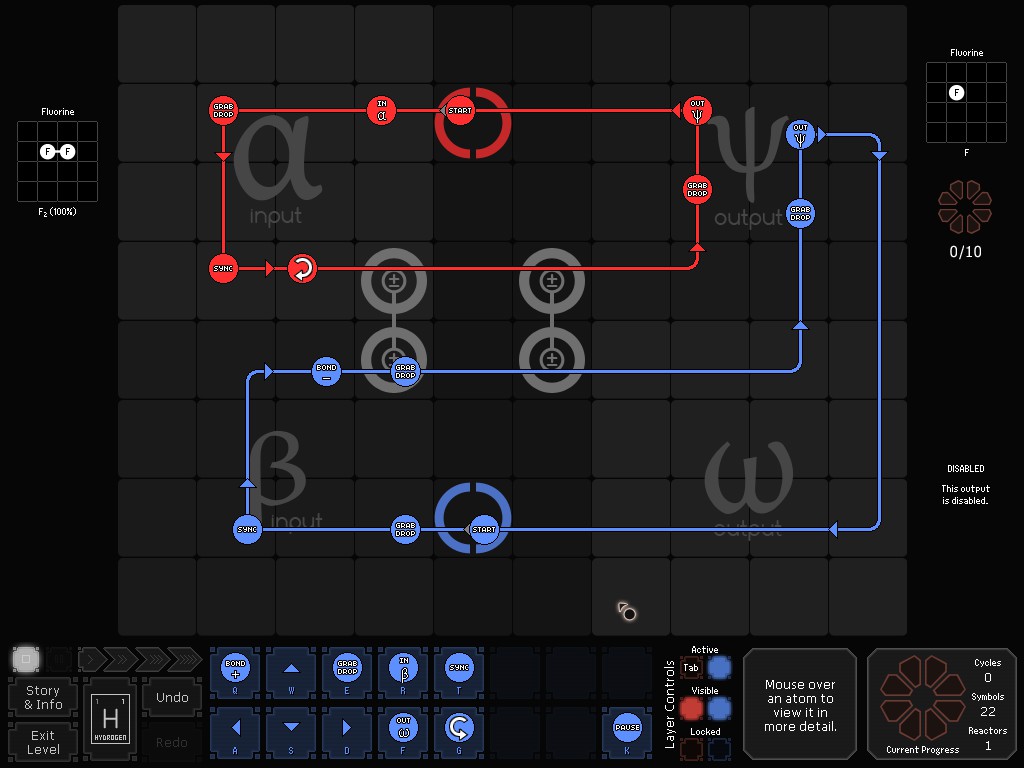 Fluorine
F F
F₂ (100%)
Fluorine
F
F
0/10
DISABLED
This output
is disabled.
GRAB
DROP
IN
α
START
OUT
Ψ
OUT
Ψ
α
input
ψ
output
GRAB
DROP
GRAB
DROP
SYNC
±
±
BOND
–
±
GRAB
DROP
±
β
input
ω
output
SYNC
GRAB
DROP
START
Story
& Info
Exit
Level
1 1
H
HYDROGEN
Undo
Redo
BOND
+
Q
W
GRAB
DROP
E
IN
β
R
SYNC
T
A
S
D
OUT
ω
F
G
PAUSE
K
Layer Controls
Active
Tab
Visible
Locked
Mouse over
an atom to
view it in
more detail.
Cycles
0
Symbols
22
Reactors
1
Current Progress